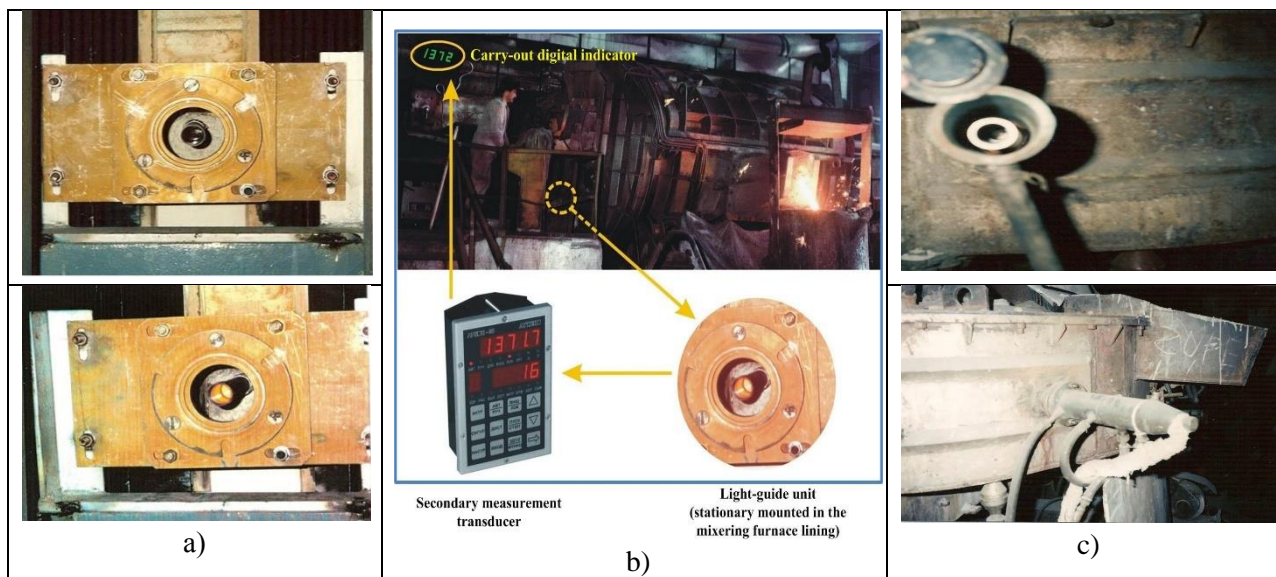 1372
Carry-out digital indicator
1371.7
16
Secondary measurement
transducer
Light-guide unit
(stationary mounted in the
mixering furnace lining)
a)
b)
c)